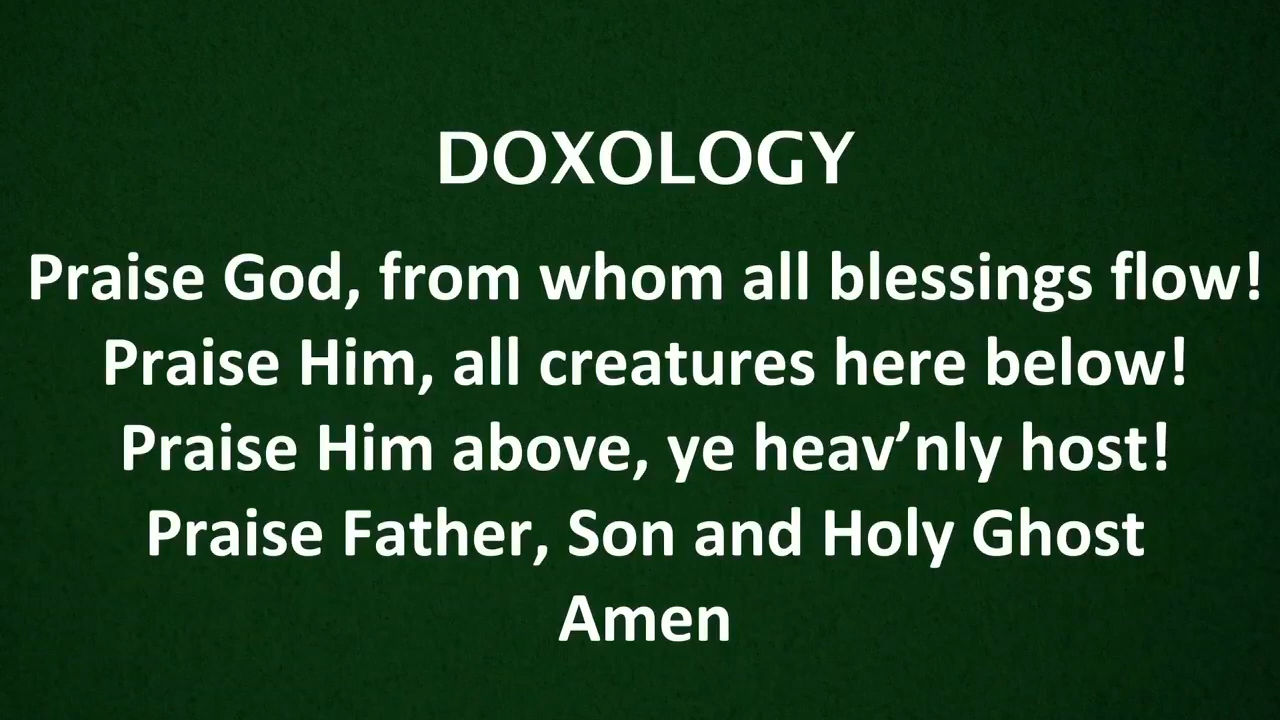 DOXOLOGY
Praise God, from whom all blessings flow!
Praise Him, all creatures here below!
Praise Him above, ye heav’nly host!
Praise Father, Son and Holy Ghost
Amen